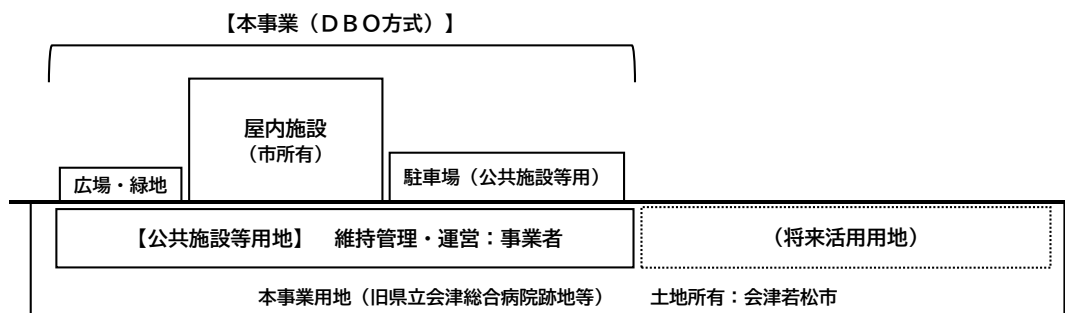 【本事業（ＤＢＯ方式）】
屋内施設
（市所有）
広場・緑地
駐車場（公共施設等用）
【公共施設等用地】　維持管理・運営：事業者
（将来活用用地）
本事業用地（旧県立会津総合病院跡地等）　　土地所有：会津若松市